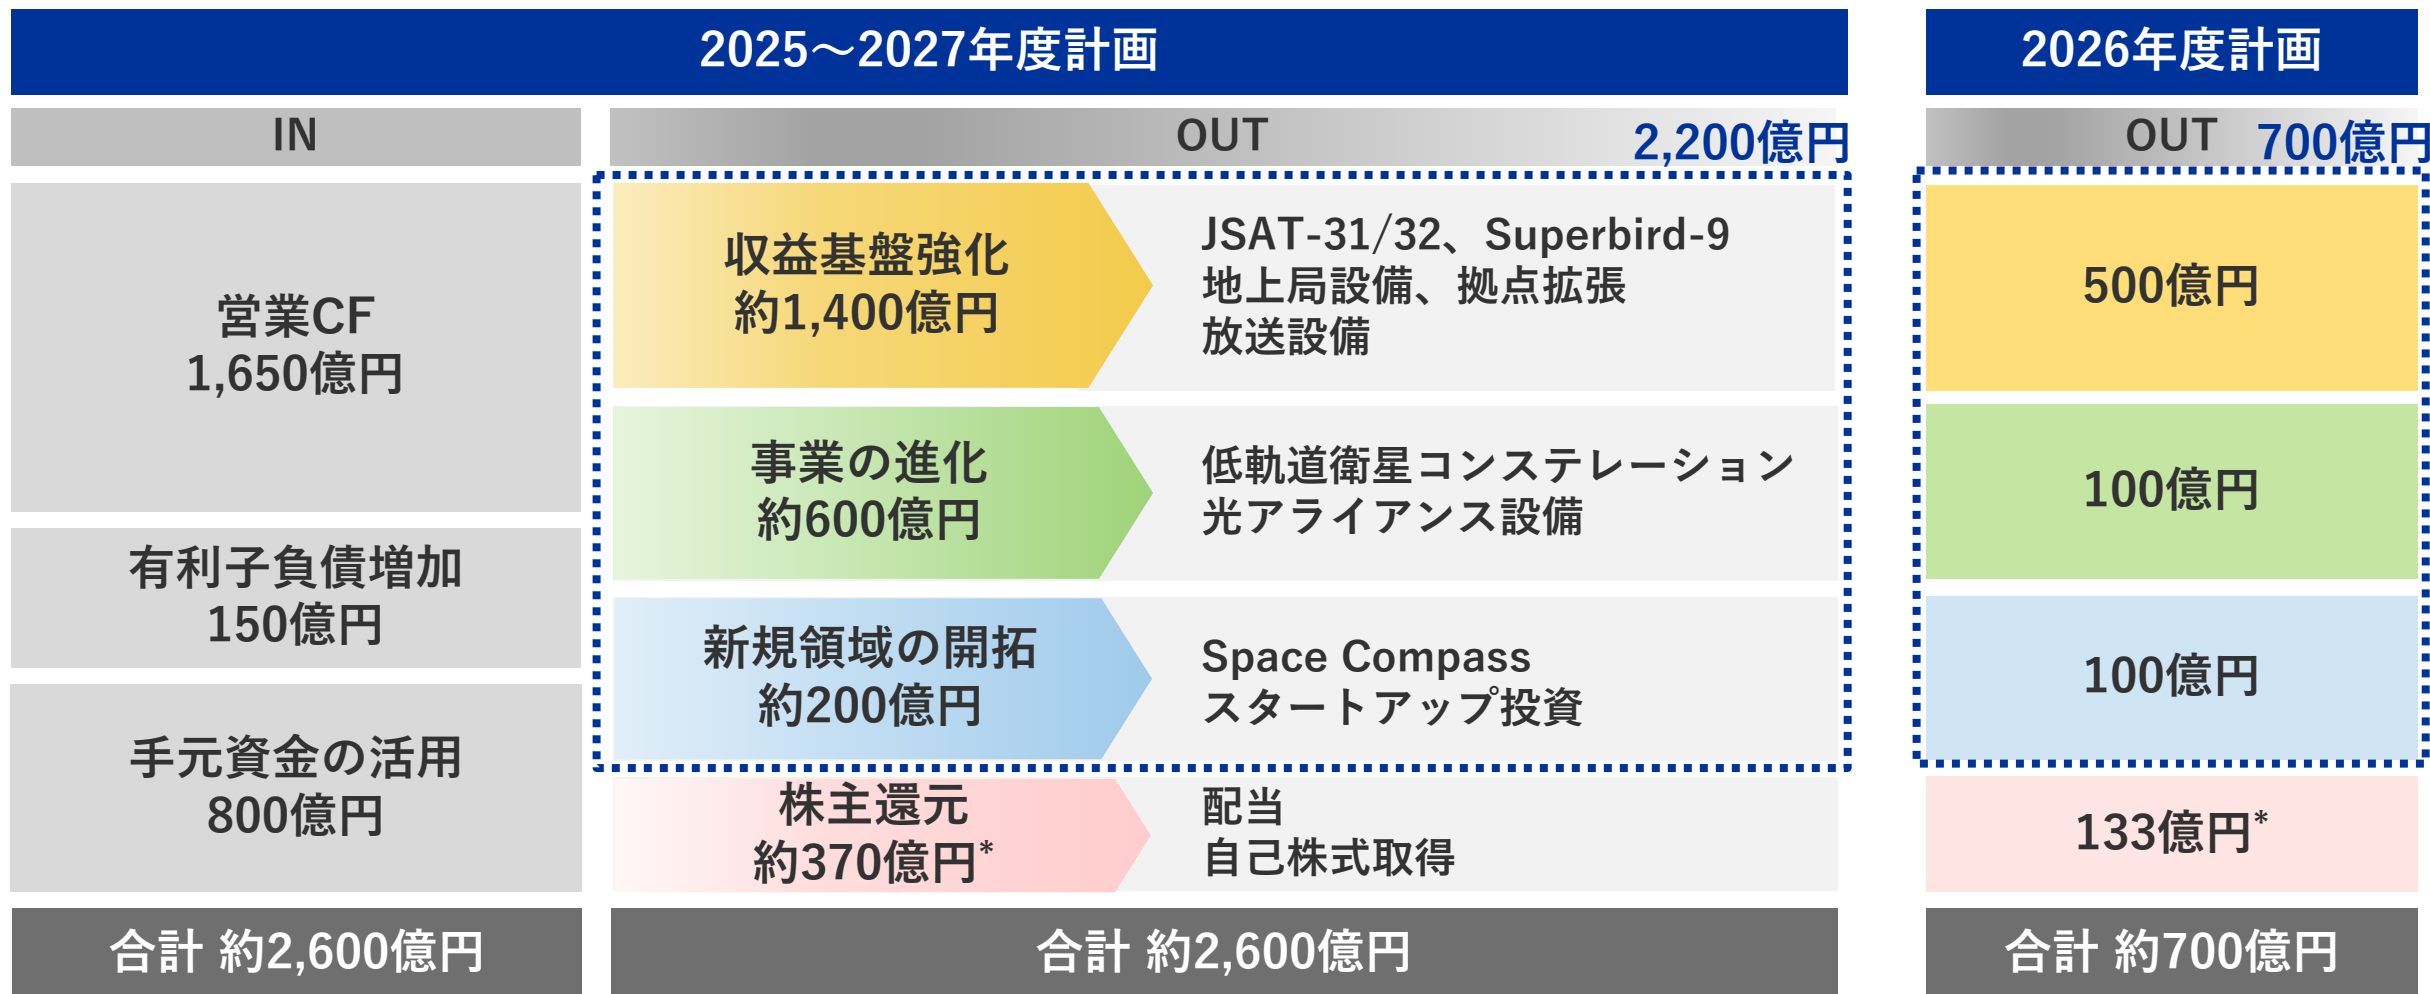 2025～2027年度計画
IN
営業CF
1,650億円
有利子負債増加
150億円
手元資金の活用
800億円
合計 約2,600億円
OUT
2,200億円
収益基盤強化
約1,400億円
JSAT-31/32、Superbird-9
地上局設備、拠点拡張
放送設備
事業の進化
約600億円
低軌道衛星コンステレーション
光アライアンス設備
新規領域の開拓
約200億円
Space Compass
スタートアップ投資
株主還元
約370億円*
配当
自己株式取得
合計 約2,600億円
2026年度計画
OUT
700億円
500億円
100億円
100億円
133億円*
合計 約700億円